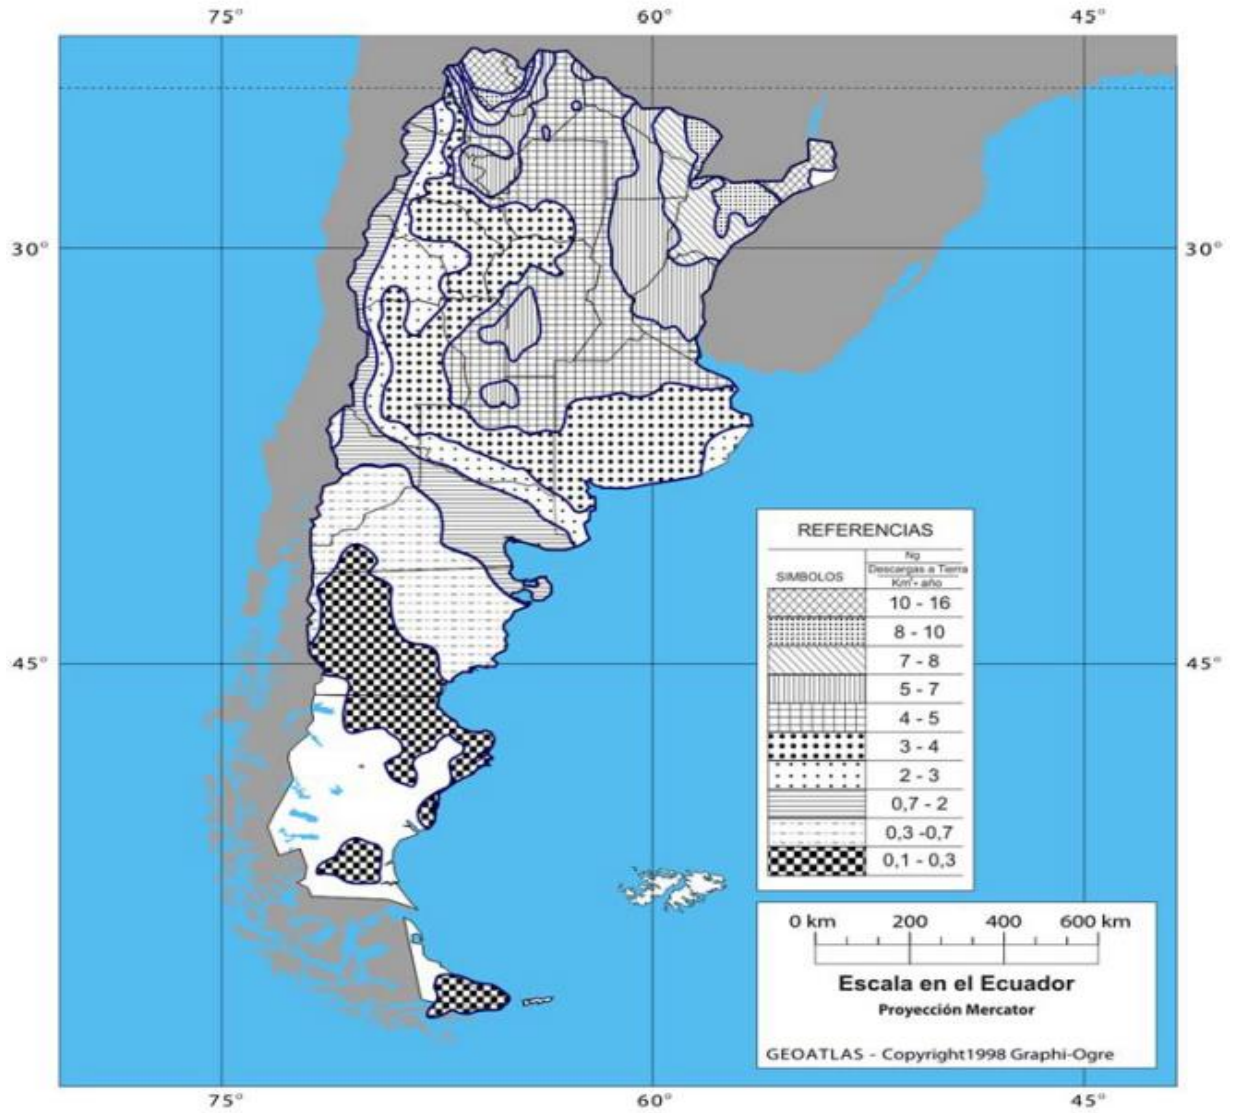 75° 60° 45°
30° 30°
45° 45°
REFERENCIAS
SIMBOLOS
Ng
Descargas a Tierra
Km²- año
10 - 16
8 - 10
7 - 8
5 - 7
4 - 5
3 - 4
2 - 3
0,7 - 2
0,3 -0,7
0,1 - 0,3
0 km 200 400 600 km
Escala en el Ecuador
Proyección Mercator
GEOATLAS - Copyright1998 Graphi-Ogre
75° 60° 45°